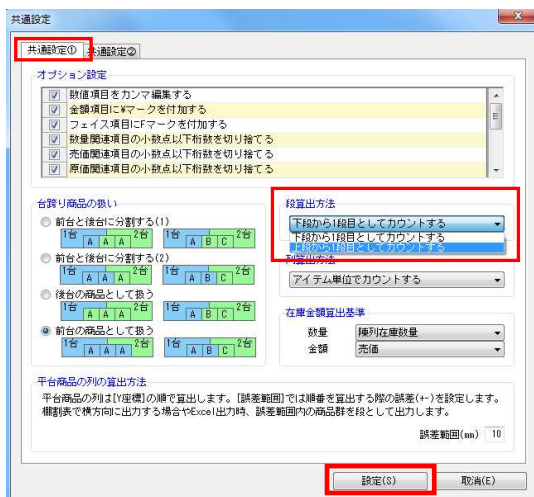 共通設定
共通設定① 共通設定②
オプション設定
数値項目をカンマ編集する
金額項目に¥マークを付加する
フェイス項目にFマークを付加する
数量関連項目の小数点以下桁数を切り捨てる
売価関連項目の小数点以下桁数を切り捨てる
原価関連項目の小数点以下桁数を切り捨てる
台跨り商品の扱い
前台と後台に分割する(1)
1台 A A A 2台 1台 A B C 2台
前台と後台に分割する(2)
1台 A A A 2台 1台 A B C 2台
後台の商品として扱う
1台 A A A 2台 1台 A B C 2台
前台の商品として扱う
1台 A A A 2台 1台 A B C 2台
段算出方法
下段から1段目としてカウントする
下段から1段目としてカウントする
上段から1段目としてカウントする
列算出方法
アイテム単位でカウントする
在庫金額算出基準
数量 陳列在庫数量
金額 売価
平台商品の列の算出方法
平台商品の列は[Y座標]の順で算出します。[誤差範囲]では順番を算出する際の誤差(+-)を設定します。
棚割表で横方向に出力する場合やExcel出力時、誤差範囲内の商品群を段として出力します。
誤差範囲(mm) 10
設定(S) 取消(E)